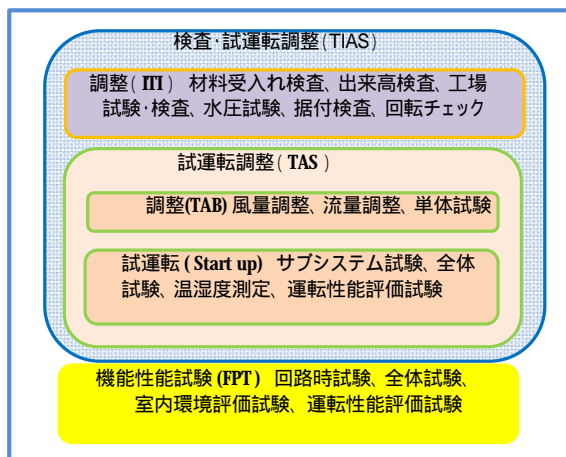 検査・試運転調整(TIAS)
調整( ITI ) 材料受入れ検査、出来高検査、工場
試験・検査、水圧試験、据付検査、回転チェック
試運転調整( TAS )
調整(TAB) 風量調整、流量調整、単体試験
試運転 ( Start up) サブシステム試験、全体
試験、温湿度測定、運転性能評価試験
機能性能試験 (FPT ) 回路時試験、全体試験、
室内環境評価試験、運転性能評価試験